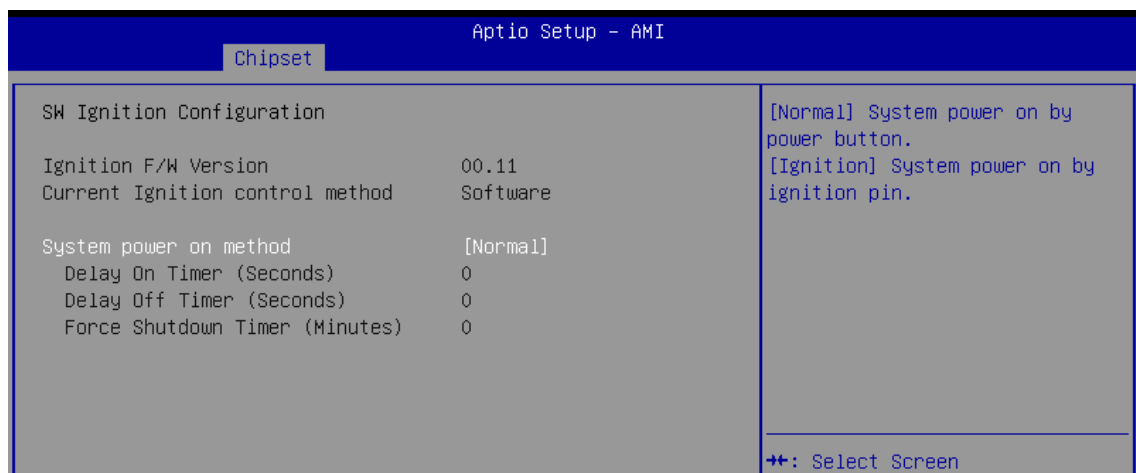 Aptio Setup - AMI
Chipset
SW Ignition Configuration
Ignition F/W Version 00.11
Current Ignition control method Software
System power on method [Normal]
Delay On Timer (Seconds) 0
Delay Off Timer (Seconds) 0
Force Shutdown Timer (Minutes) 0
[Normal] System power on by
power button.
[Ignition] System power on by
ignition pin.
→←: Select Screen